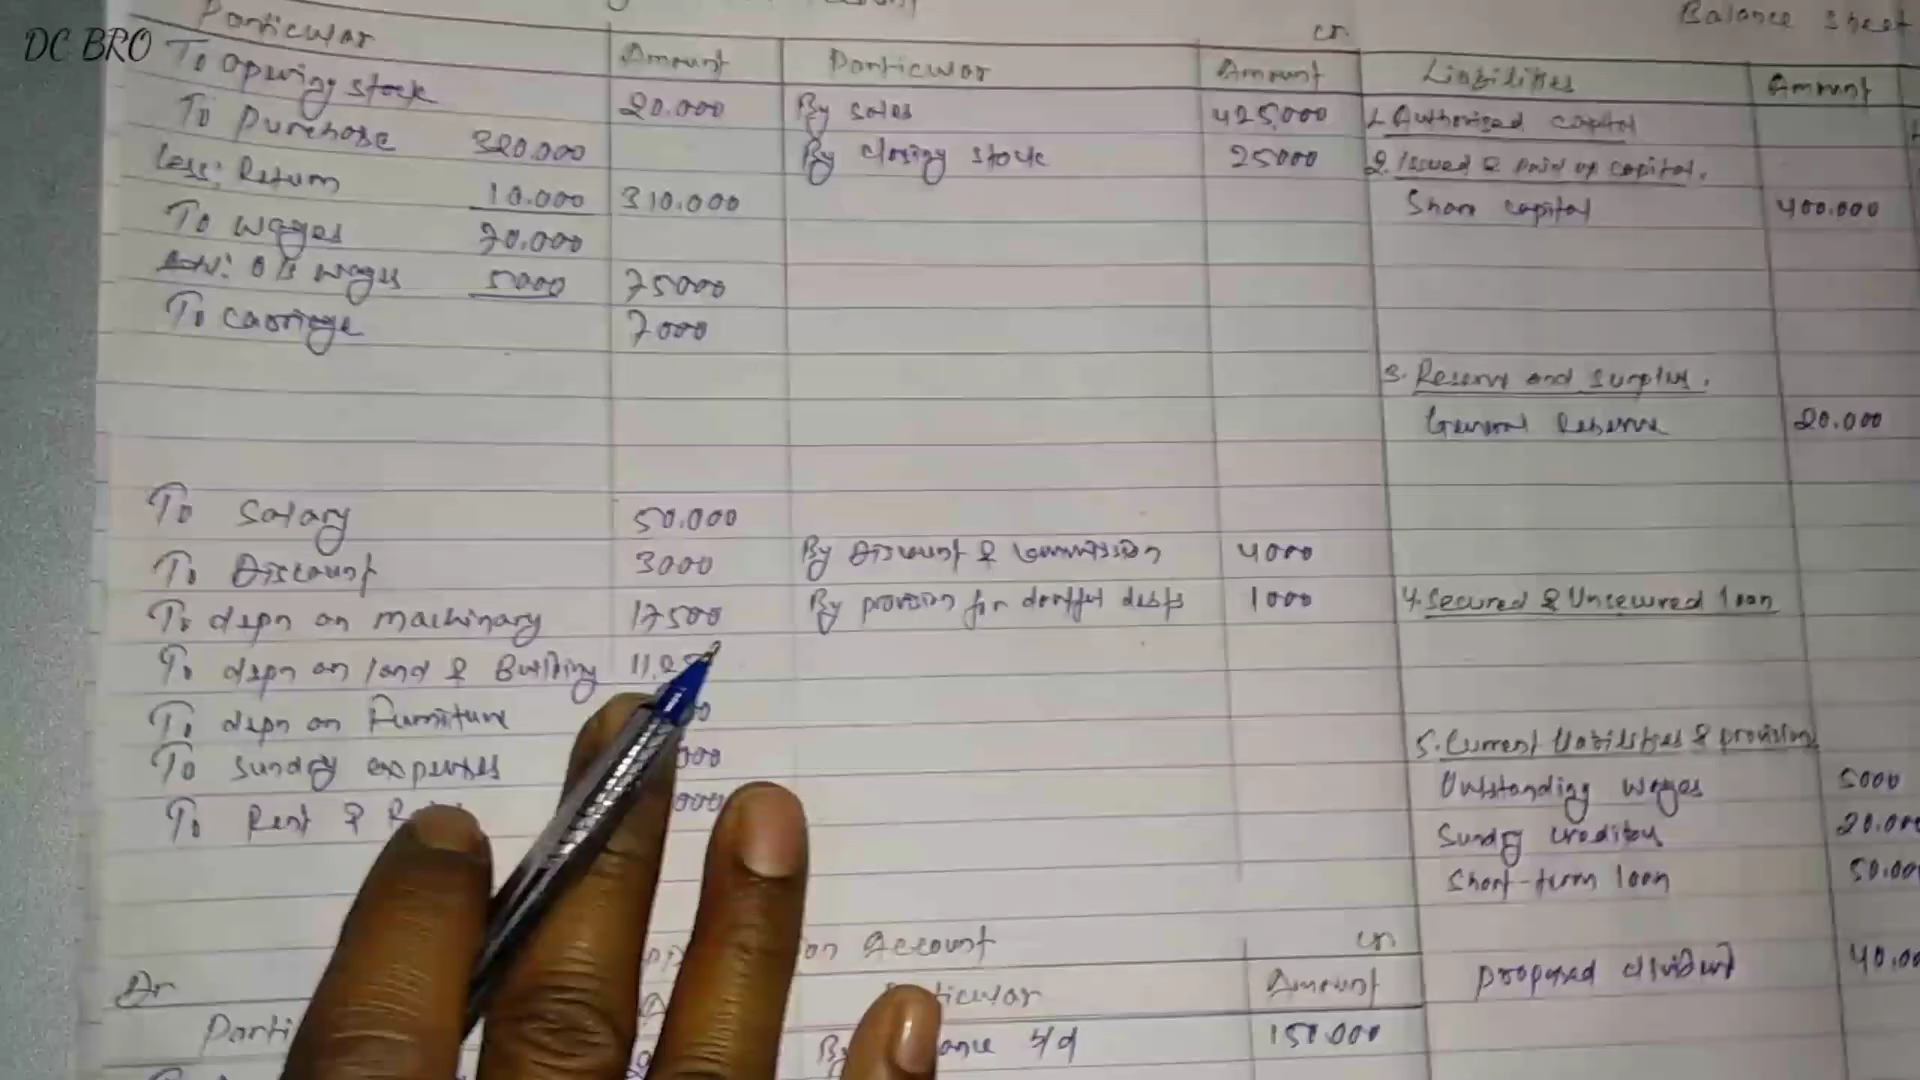 DC BRO
Particular Amount Particular Amount
cr.
To opening stock 20.000 By sales 425,000
To purchase 320.000 By closing stock 25000
Less: Return 10.000 310.000
To wages 70.000
O/S wages 5000 75000
To carriage 7000
To Salary 50.000
To Discount 3000 By Discount & commission 4000
To depn on machinary 17500 By provision for doutful debts 1000
To depn on land & Building
To depn on Furniture
To sundry expenses
To Rent &
Account
cr.
Dr
Amount
150.000
Balance Sheet
Liabilities Amount
1. Authorised capital
2. Issued & paid up capital.
Share capital 400.000
3. Reserve and Surplus.
General Reserve 20.000
4. Secured & Unsecured loan
5. Current liabilities & provision
Outstanding wages 5000
Sundry creditors
Short-term loan
proposed dividend